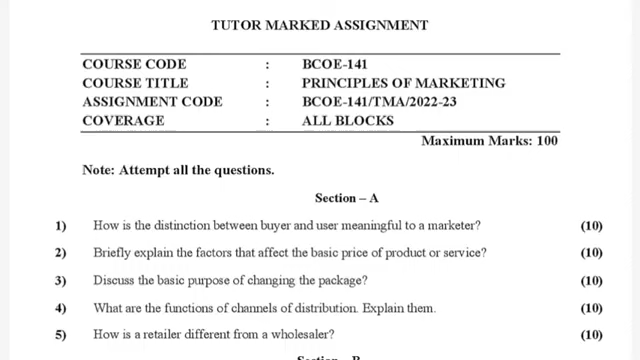 TUTOR MARKED ASSIGNMENT
COURSE CODE : BCOE-141
COURSE TITLE : PRINCIPLES OF MARKETING
ASSIGNMENT CODE : BCOE-141/TMA/2022-23
COVERAGE : ALL BLOCKS
Maximum Marks: 100
Note: Attempt all the questions.
Section – A
1) How is the distinction between buyer and user meaningful to a marketer? (10)
2) Briefly explain the factors that affect the basic price of product or service? (10)
3) Discuss the basic purpose of changing the package? (10)
4) What are the functions of channels of distribution. Explain them. (10)
5) How is a retailer different from a wholesaler? (10)
Section – B